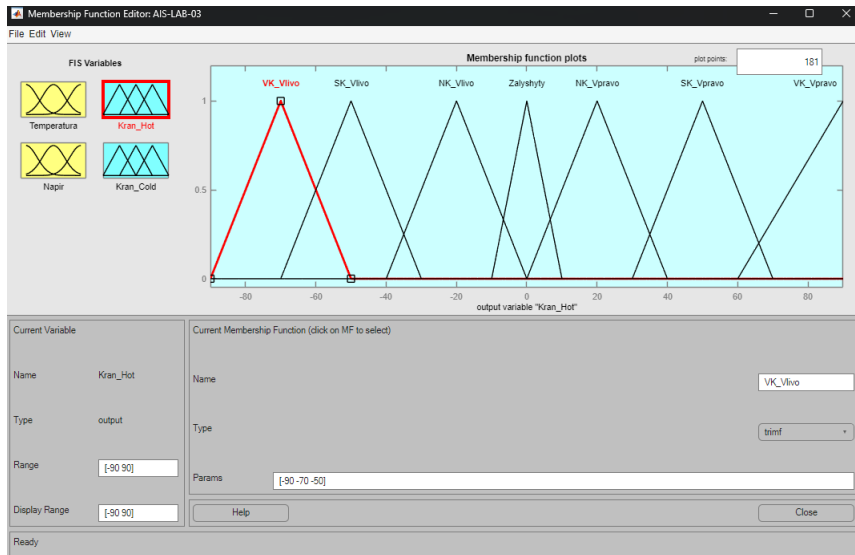 Membership Function Editor: AIS-LAB-03
File Edit View
FIS Variables
Temperatura
Kran_Hot
Napir
Kran_Cold
Membership function plots
plot points:
181
VK_Vlivo
SK_Vlivo
NK_Vlivo
Zalyshyty
NK_Vpravo
SK_Vpravo
VK_Vpravo
1
0.5
0
-80
-60
-40
-20
0
20
40
60
80
output variable "Kran_Hot"
Current Variable
Name
Kran_Hot
Type
output
Range
[-90 90]
Display Range
[-90 90]
Current Membership Function (click on MF to select)
Name
VK_Vlivo
Type
trimf
Params
[-90 -70 -50]
Help
Close
Ready